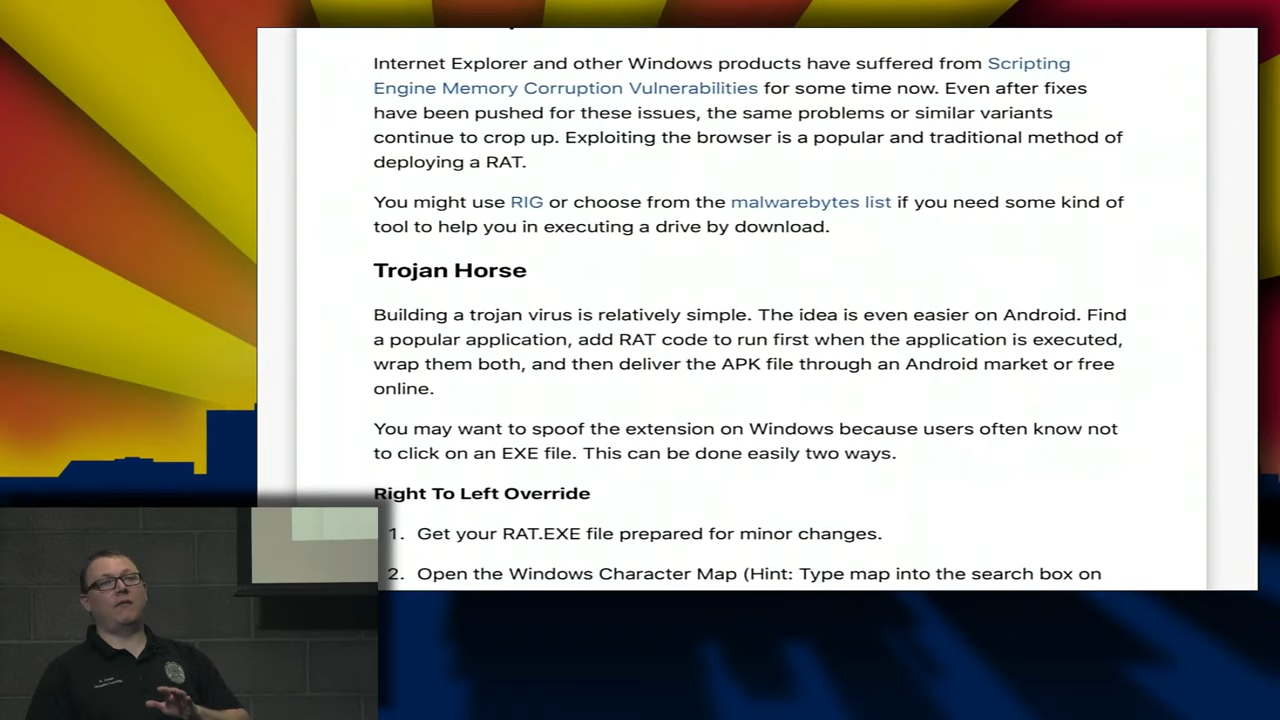 Internet Explorer and other Windows products have suffered from Scripting
Engine Memory Corruption Vulnerabilities for some time now. Even after fixes
have been pushed for these issues, the same problems or similar variants
continue to crop up. Exploiting the browser is a popular and traditional method of
deploying a RAT.
You might use RIG or choose from the malwarebytes list if you need some kind of
tool to help you in executing a drive by download.
Trojan Horse
Building a trojan virus is relatively simple. The idea is even easier on Android. Find
a popular application, add RAT code to run first when the application is executed,
wrap them both, and then deliver the APK file through an Android market or free
online.
You may want to spoof the extension on Windows because users often know not
to click on an EXE file. This can be done easily two ways.
Right To Left Override
1. Get your RAT.EXE file prepared for minor changes.
2. Open the Windows Character Map (Hint: Type map into the search box on